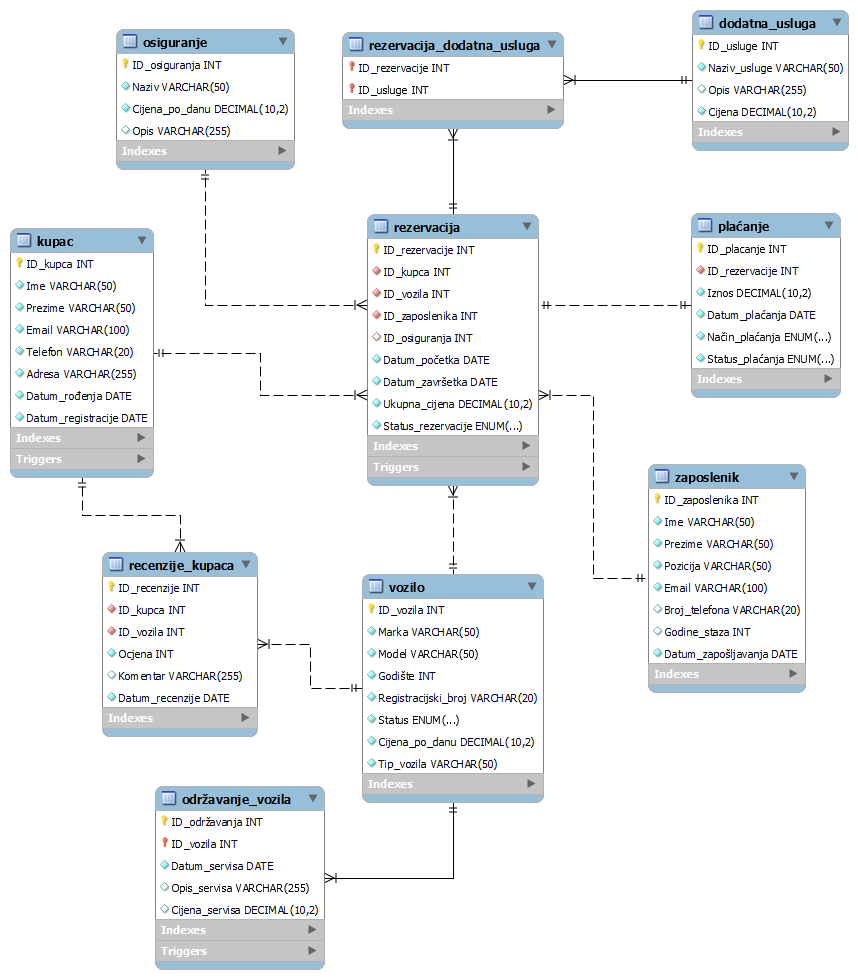 osiguranje
ID_osiguranja INT
Naziv VARCHAR(50)
Cijena_po_danu DECIMAL(10,2)
Opis VARCHAR(255)
Indexes
rezervacija_dodatna_usluga
ID_rezervacije INT
ID_usluge INT
Indexes
dodatna_usluga
ID_usluge INT
Naziv_usluge VARCHAR(50)
Opis VARCHAR(255)
Cijena DECIMAL(10,2)
Indexes
kupac
ID_kupca INT
Ime VARCHAR(50)
Prezime VARCHAR(50)
Email VARCHAR(100)
Telefon VARCHAR(20)
Adresa VARCHAR(255)
Datum_rođenja DATE
Datum_registracije DATE
Indexes
Triggers
rezervacija
ID_rezervacije INT
ID_kupca INT
ID_vozila INT
ID_zaposlenika INT
ID_osiguranja INT
Datum_početka DATE
Datum_završetka DATE
Ukupna_cijena DECIMAL(10,2)
Status_rezervacije ENUM(...)
Indexes
Triggers
plaćanje
ID_placanje INT
ID_rezervacije INT
Iznos DECIMAL(10,2)
Datum_plaćanja DATE
Način_plaćanja ENUM(...)
Status_plaćanja ENUM(...)
Indexes
zaposlenik
ID_zaposlenika INT
Ime VARCHAR(50)
Prezime VARCHAR(50)
Pozicija VARCHAR(50)
Email VARCHAR(100)
Broj_telefona VARCHAR(20)
Godine_staza INT
Datum_zapošljavanja DATE
Indexes
recenzije_kupaca
ID_recenzije INT
ID_kupca INT
ID_vozila INT
Ocjena INT
Komentar VARCHAR(255)
Datum_recenzije DATE
Indexes
vozilo
ID_vozila INT
Marka VARCHAR(50)
Model VARCHAR(50)
Godište INT
Registracijski_broj VARCHAR(20)
Status ENUM(...)
Cijena_po_danu DECIMAL(10,2)
Tip_vozila VARCHAR(50)
Indexes
održavanje_vozila
ID_održavanja INT
ID_vozila INT
Datum_servisa DATE
Opis_servisa VARCHAR(255)
Cijena_servisa DECIMAL(10,2)
Indexes
Triggers